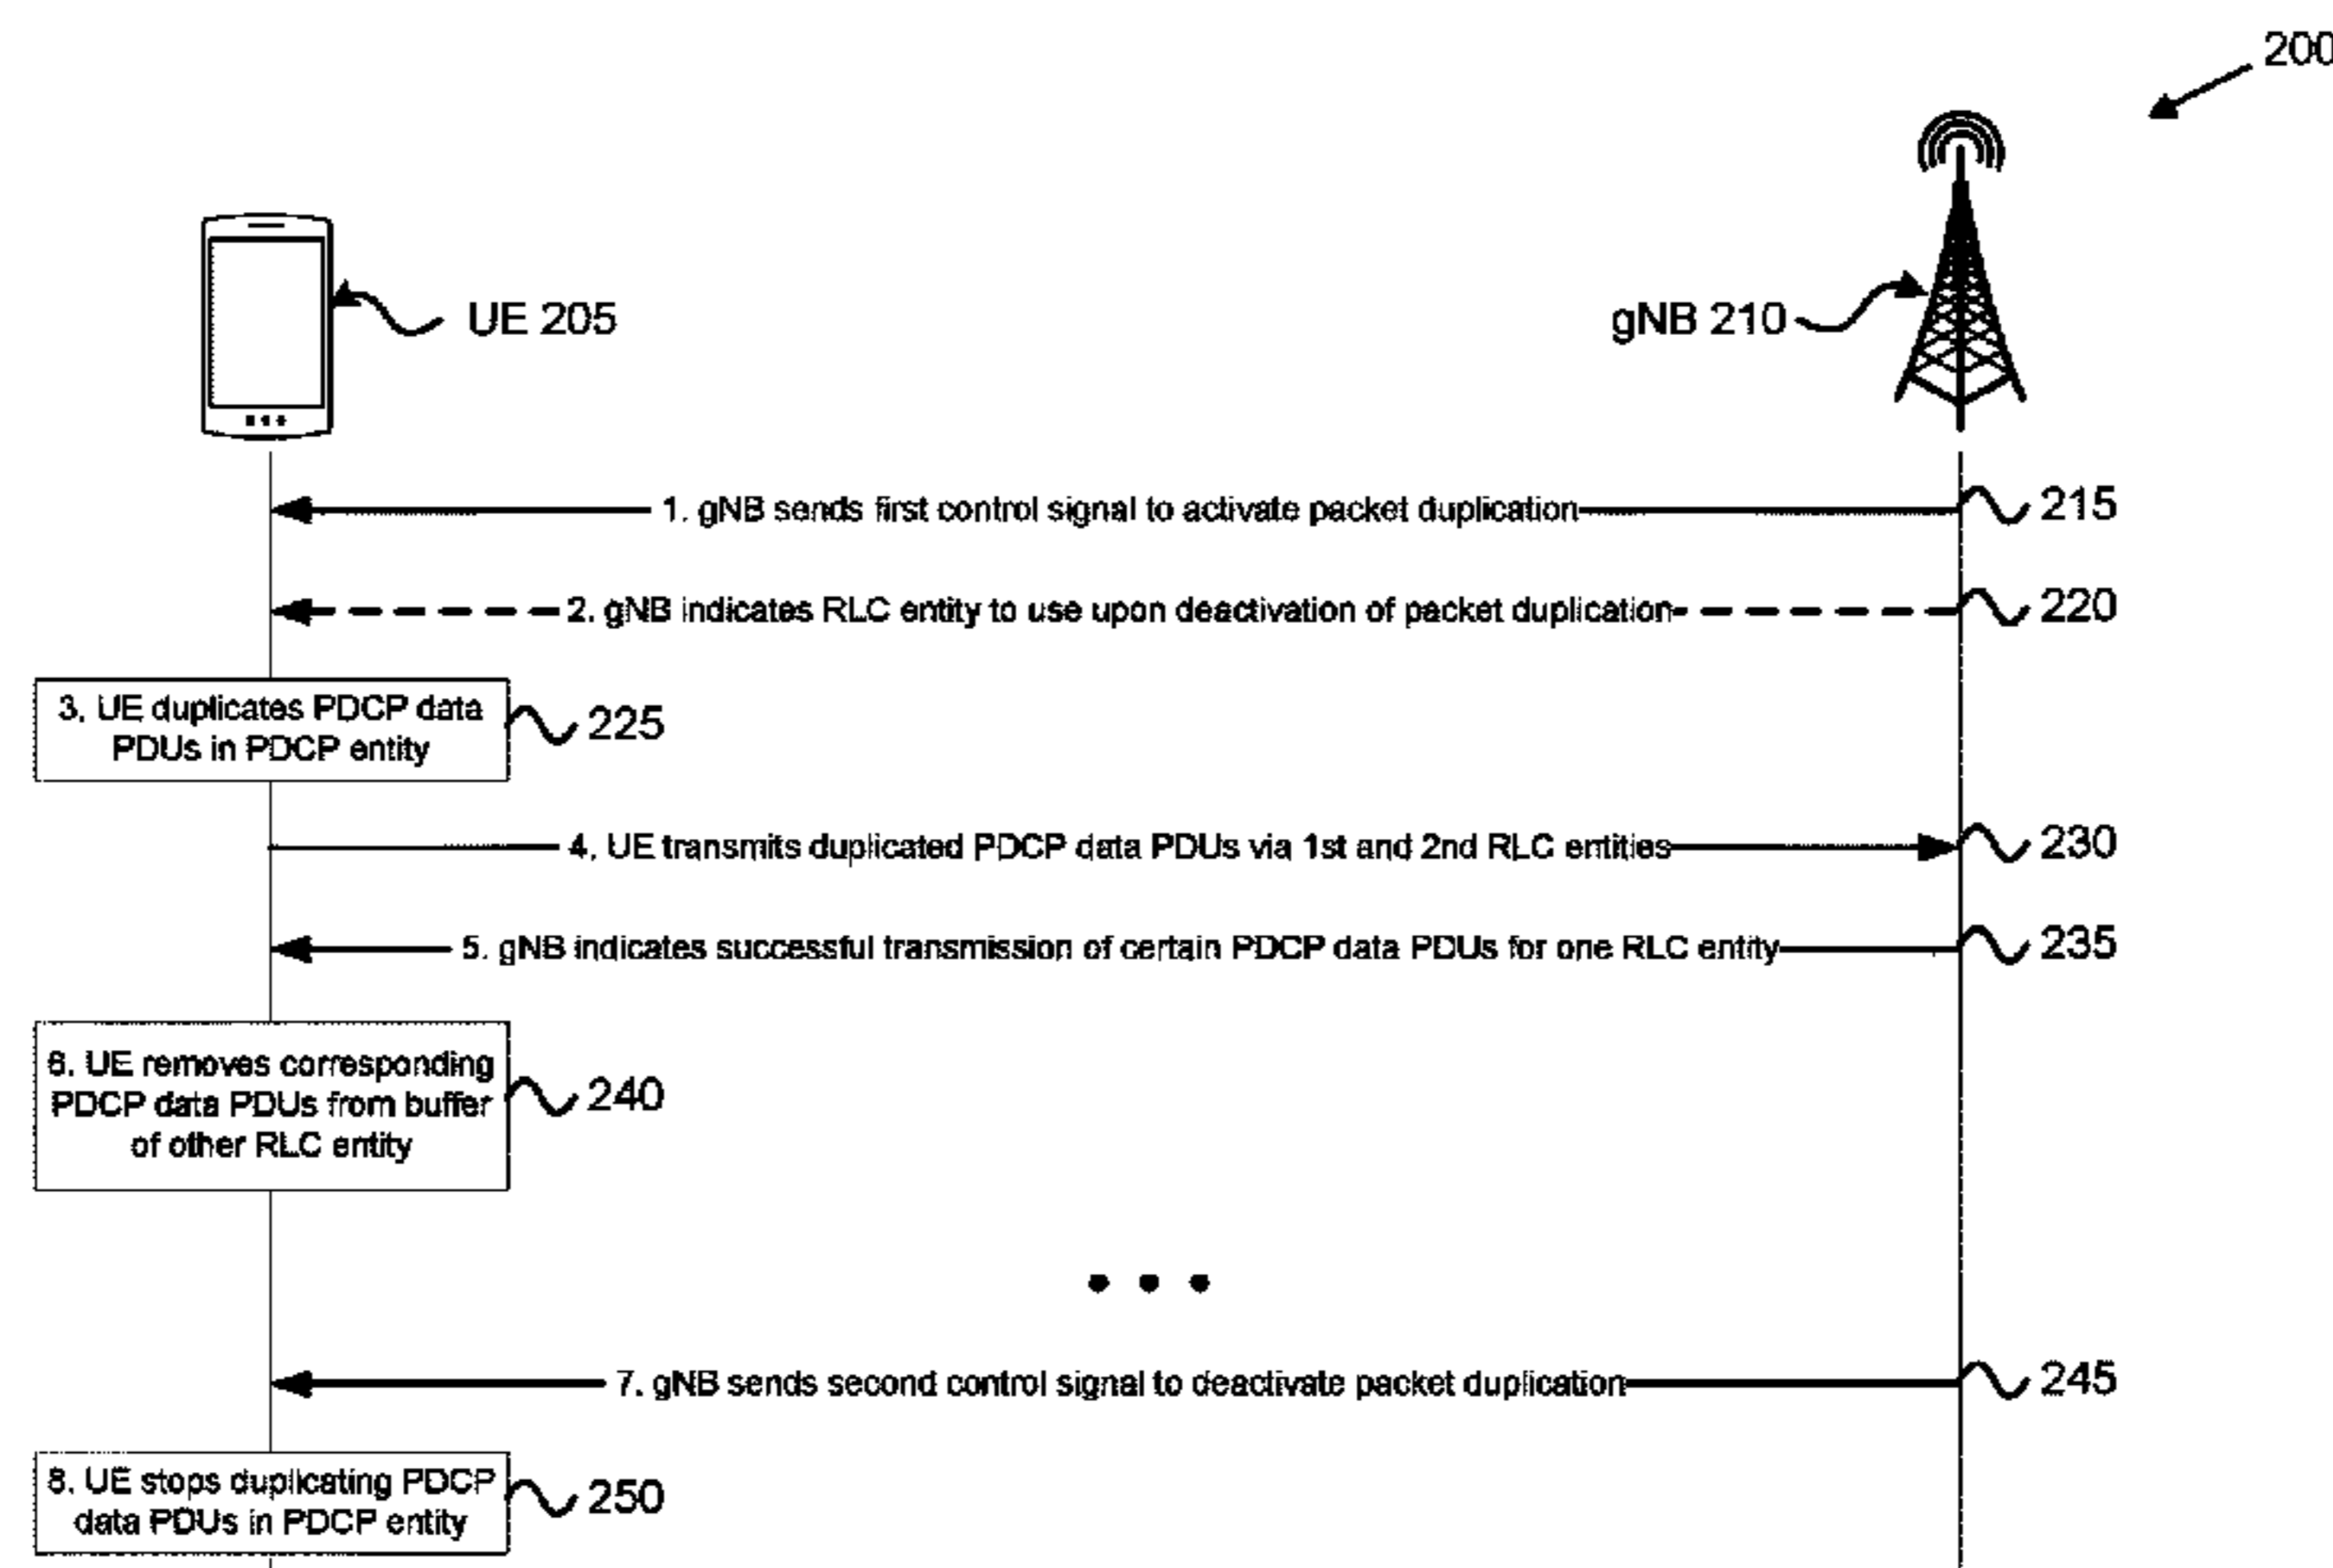 200
UE 205
gNB 210
1. gNB sends first control signal to activate packet duplication
215
2. gNB indicates RLC entity to use upon deactivation of packet duplication
220
3. UE duplicates PDCP data
PDUs in PDCP entity
225
4. UE transmits duplicated PDCP data PDUs via 1st and 2nd RLC entities
230
5. gNB indicates successful transmission of certain PDCP data PDUs for one RLC entity
235
6. UE removes corresponding
PDCP data PDUs from buffer
of other RLC entity
240
• • •
7. gNB sends second control signal to deactivate packet duplication
245
8. UE stops duplicating PDCP
data PDUs in PDCP entity
250